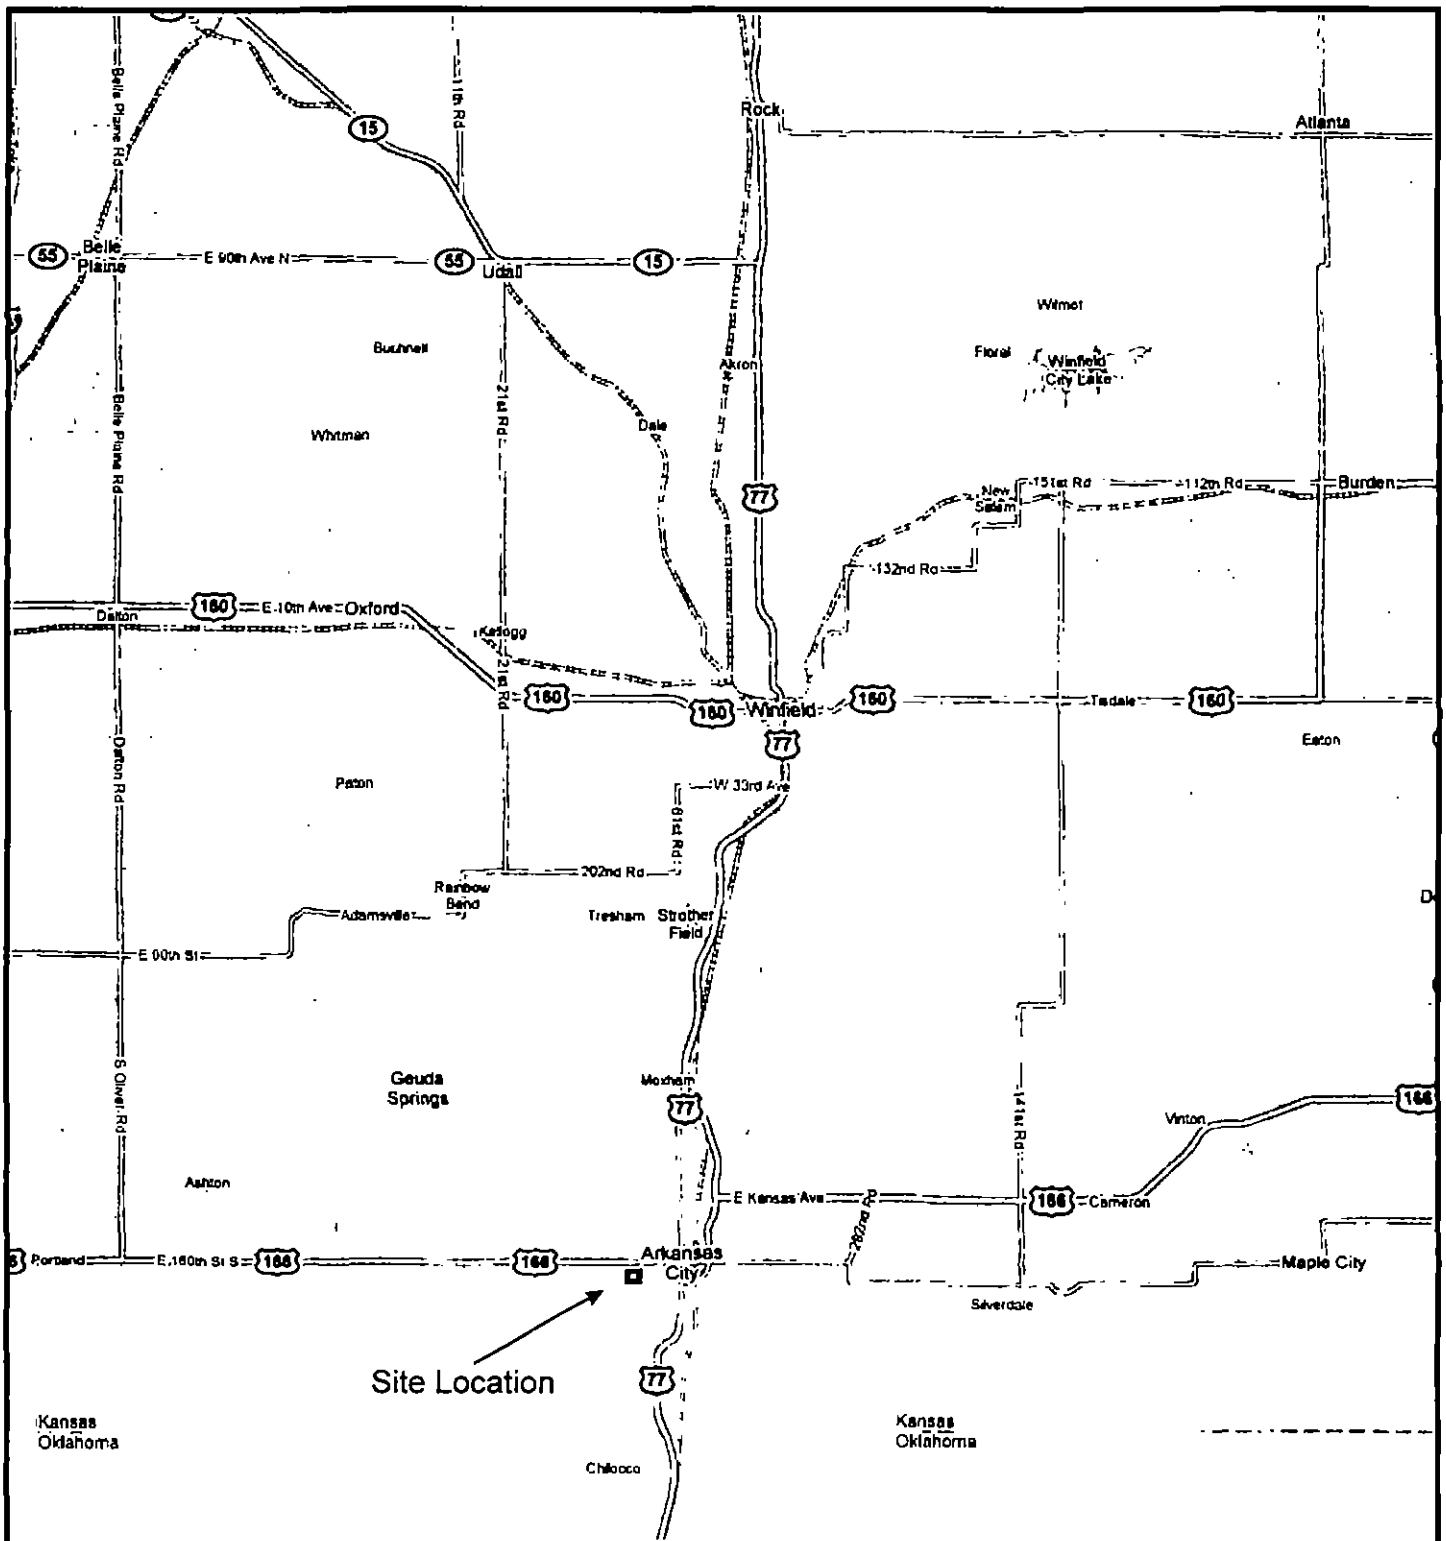 Belle Plaine Rd
11th Rd
15
Rock
Atlanta
55
Belle
Plaine
E 90th Ave N
55
Udall
15
Wilmot
Bushnell
Floral
Winfield
City Lake
Akron
Belle Plaine Rd
21st Rd
Whitman
Dale
77
New
Salem
151st Rd
112th Rd
Burden
132nd Rd
160
E 10th Ave
Oxford
Dalton
Kellogg
21st Rd
160
160
Winfield
160
Tisdale
160
77
Eaton
Dalton Rd
Paton
W 33rd Ave
61st Rd
202nd Rd
Rainbow
Bend
Adamsville
Tresham
Strother
Field
E 90th St
S Oliver Rd
Geuda
Springs
Moxham
77
141st Rd
Vinton
166
Ashton
E Kansas Ave
282nd Rd
166
Cameron
Portland
E 160th St S
166
166
Arkansas
City
Maple City
Silverdale
Site Location
77
Kansas
Oklahoma
Kansas
Oklahoma
Chilocco